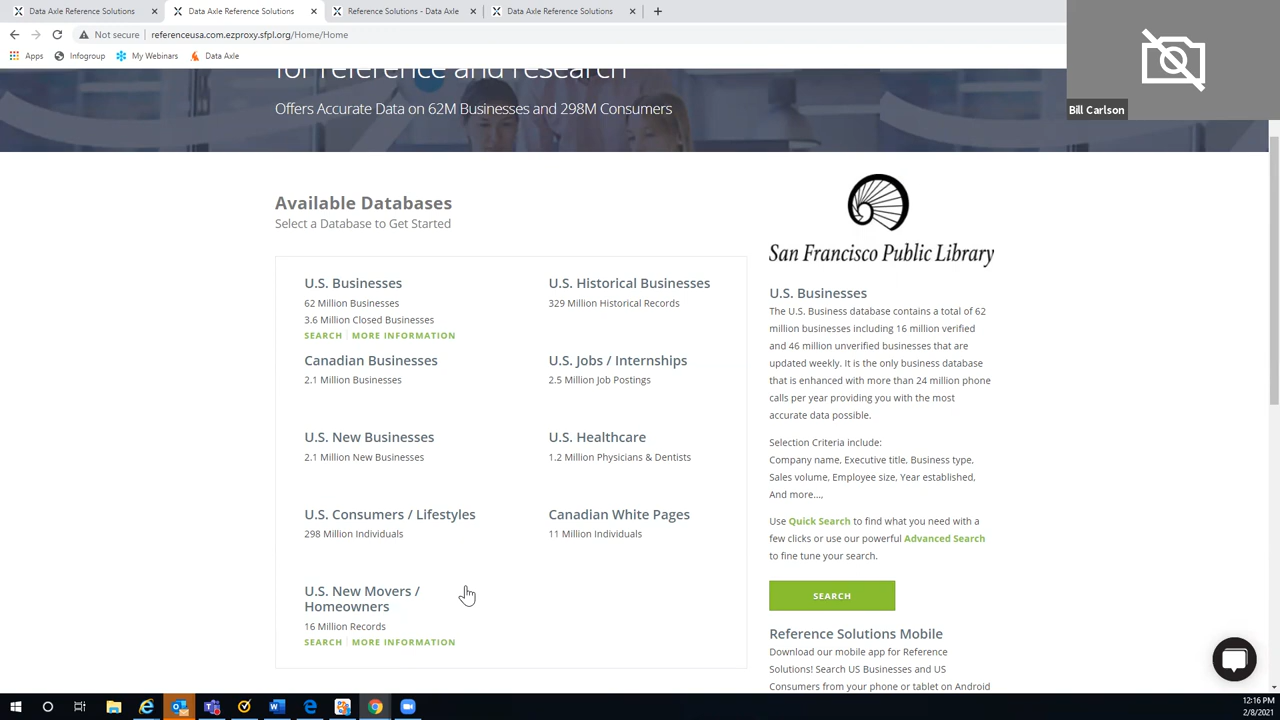 Data Axle Reference Solutions
Data Axle Reference Solutions
Reference Solutions - Data Axle
Data Axle Reference Solutions
Not secure
referenceusa.com.ezproxy.sfpl.org/Home/Home
Apps
Infogroup
My Webinars
Data Axle
Bill Carlson
for reference and research
Offers Accurate Data on 62M Businesses and 298M Consumers
Available Databases
Select a Database to Get Started
U.S. Businesses
62 Million Businesses
3.6 Million Closed Businesses
SEARCH | MORE INFORMATION
U.S. Historical Businesses
329 Million Historical Records
Canadian Businesses
2.1 Million Businesses
U.S. Jobs / Internships
2.5 Million Job Postings
U.S. New Businesses
2.1 Million New Businesses
U.S. Healthcare
1.2 Million Physicians & Dentists
U.S. Consumers / Lifestyles
298 Million Individuals
Canadian White Pages
11 Million Individuals
U.S. New Movers /
Homeowners
16 Million Records
SEARCH | MORE INFORMATION
San Francisco Public Library
U.S. Businesses
The U.S. Business database contains a total of 62
million businesses including 16 million verified
and 46 million unverified businesses that are
updated weekly. It is the only business database
that is enhanced with more than 24 million phone
calls per year providing you with the most
accurate data possible.
Selection Criteria include:
Company name, Executive title, Business type,
Sales volume, Employee size, Year established,
And more...,
Use Quick Search to find what you need with a
few clicks or use our powerful Advanced Search
to fine tune your search.
SEARCH
Reference Solutions Mobile
Download our mobile app for Reference
Solutions! Search US Businesses and US
Consumers from your phone or tablet on Android
12:16 PM
2/8/2021